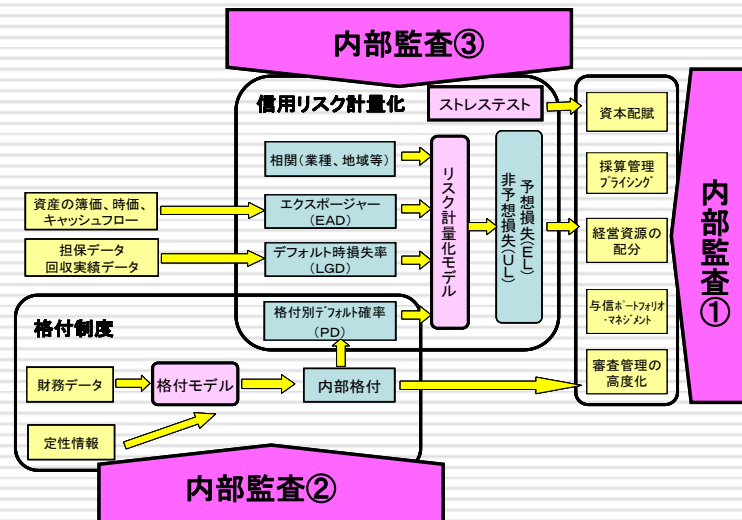 内部監査③
信用リスク計量化
ストレステスト
資本配賦
相関(業種、地域等)
採算管理
プライシング
資産の簿価、時価、
キャッシュフロー
エクスポージャー
(EAD)
リスク計量化モデル
予想損失(EL)
非予想損失(UL)
経営資源の
配分
内部監査①
担保データ
回収実績データ
デフォルト時損失率
(LGD)
格付別デフォルト確率
(PD)
与信ポートフォリオ
・マネジメント
格付制度
財務データ
格付モデル
内部格付
審査管理の
高度化
定性情報
内部監査②